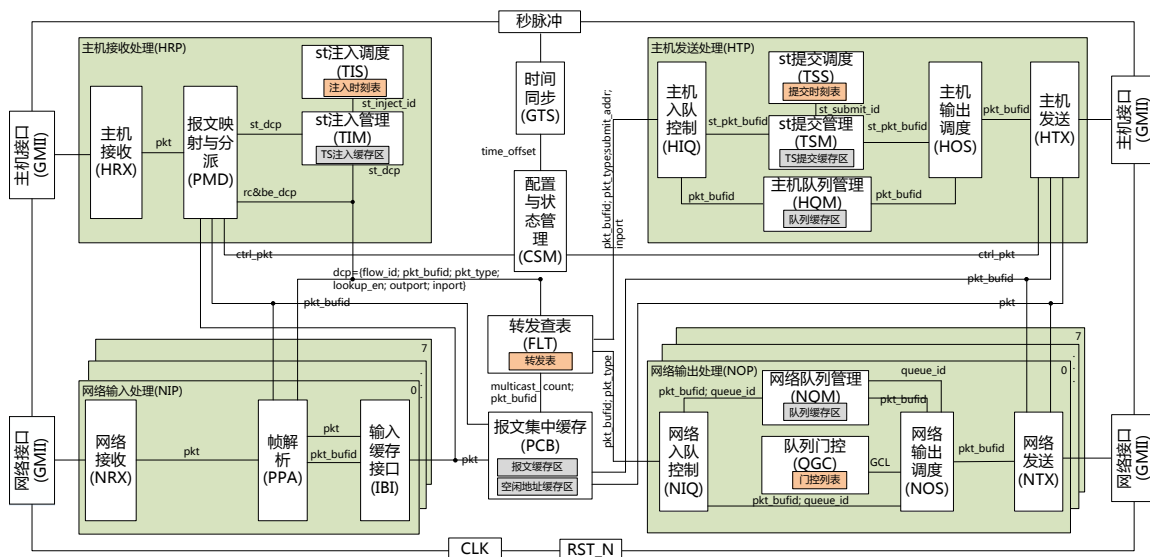 秒脉冲
主机接收处理(HRP)
st注入调度
(TIS)
注入时刻表
st_inject_id
st_dcp
st注入管理
(TIM)
TS注入缓存区
st_dcp
主机接口
(GMII)
主机
接收
(HRX)
pkt
报文映
射与分
派
(PMD)
rc&be_dcp
时间
同步
(GTS)
time_offset
配置
与状
态管
理
(CSM)
主机发送处理(HTP)
st提交调度
(TSS)
提交时刻表
st_submit_id
主机
入队
控制
(HIQ)
st_pkt_bufid
st提交管理
(TSM)
TS提交缓存区
st_pkt_bufid
主机
输出
调度
(HOS)
pkt_bufid
主机
发送
(HTX)
主机接口
(GMII)
pkt_bufid
主机队列管理
(HQM)
队列缓存区
pkt_bufid
pkt_bufid; pkt_type;submit_addr;
inport
ctrl_pkt
ctrl_pkt
dcp={flow_id; pkt_bufid; pkt_type;
lookup_en; outport; inport}
pkt_bufid
pkt
转发查表
(FLT)
转发表
multicast_count;
pkt_bufid
pkt_bufid; pkt_type
7
.
.
.
0
网络输入处理(NIP)
网络接口
(GMII)
网络
接收
(NRX)
pkt
帧解
析
(PPA)
pkt
pkt_bufid
输入
缓存
接口
(IBI)
pkt
报文集中缓存
(PCB)
报文缓存区
空闲地址缓存区
7
.
.
.
0
网络输出处理(NOP)
网络队列管理
(NQM)
队列缓存区
queue_id
pkt_bufid; queue_id
pkt_bufid
网络
入队
控制
(NIQ)
队列门控
(QGC)
门控列表
GCL
网络
输出
调度
(NOS)
pkt_bufid
网络
发送
(NTX)
网络接口
(GMII)
pkt_bufid; queue_id
CLK
RST_N